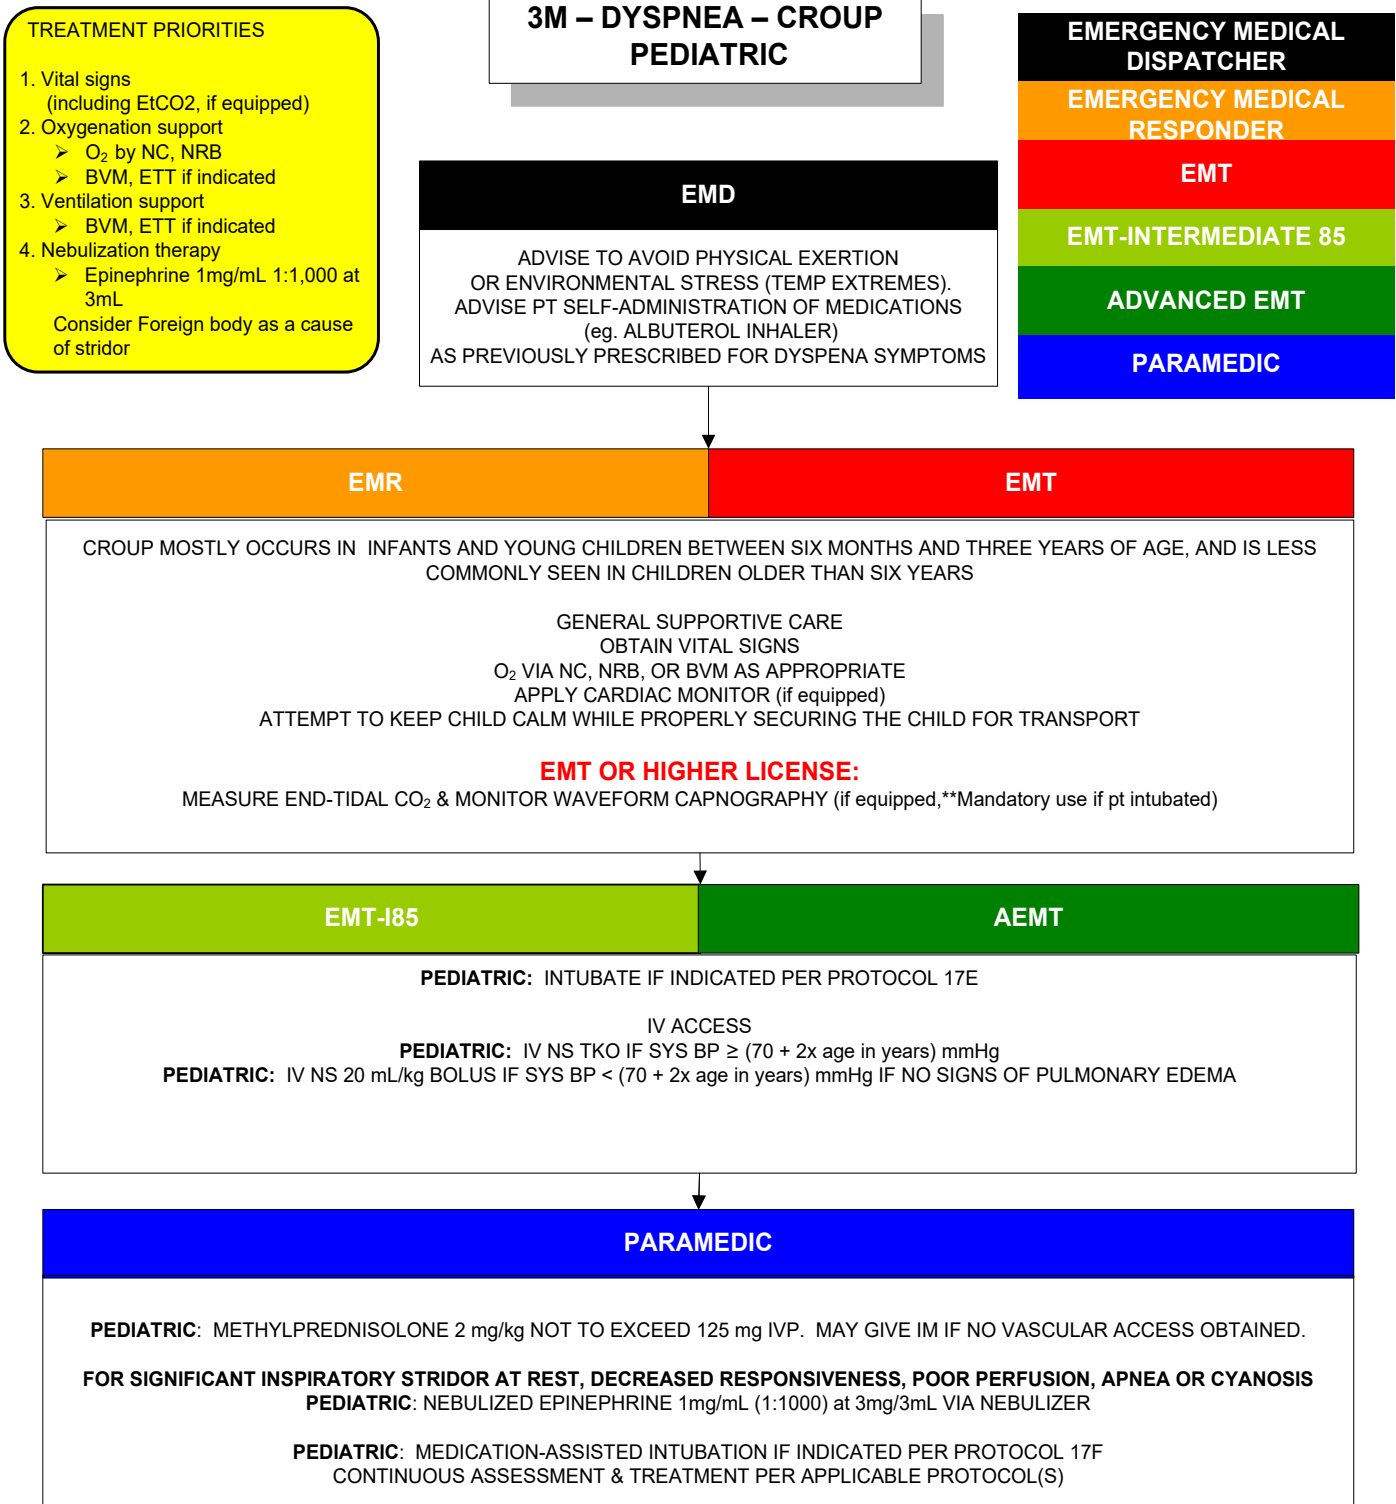 3M – DYSPNEA – CROUP
PEDIATRIC
TREATMENT PRIORITIES
1. Vital signs
(including EtCO2, if equipped)
2. Oxygenation support
➢ O₂ by NC, NRB
➢ BVM, ETT if indicated
3. Ventilation support
➢ BVM, ETT if indicated
4. Nebulization therapy
➢ Epinephrine 1mg/mL 1:1,000 at
3mL
Consider Foreign body as a cause
of stridor
EMERGENCY MEDICAL
DISPATCHER
EMERGENCY MEDICAL
RESPONDER
EMT
EMT-INTERMEDIATE 85
ADVANCED EMT
PARAMEDIC
EMD
ADVISE TO AVOID PHYSICAL EXERTION
OR ENVIRONMENTAL STRESS (TEMP EXTREMES).
ADVISE PT SELF-ADMINISTRATION OF MEDICATIONS
(eg. ALBUTEROL INHALER)
AS PREVIOUSLY PRESCRIBED FOR DYSPENA SYMPTOMS
EMR
EMT
CROUP MOSTLY OCCURS IN INFANTS AND YOUNG CHILDREN BETWEEN SIX MONTHS AND THREE YEARS OF AGE, AND IS LESS
COMMONLY SEEN IN CHILDREN OLDER THAN SIX YEARS
GENERAL SUPPORTIVE CARE
OBTAIN VITAL SIGNS
O₂ VIA NC, NRB, OR BVM AS APPROPRIATE
APPLY CARDIAC MONITOR (if equipped)
ATTEMPT TO KEEP CHILD CALM WHILE PROPERLY SECURING THE CHILD FOR TRANSPORT
EMT OR HIGHER LICENSE:
MEASURE END-TIDAL CO₂ & MONITOR WAVEFORM CAPNOGRAPHY (if equipped,**Mandatory use if pt intubated)
EMT-I85
AEMT
PEDIATRIC: INTUBATE IF INDICATED PER PROTOCOL 17E
IV ACCESS
PEDIATRIC: IV NS TKO IF SYS BP ≥ (70 + 2x age in years) mmHg
PEDIATRIC: IV NS 20 mL/kg BOLUS IF SYS BP < (70 + 2x age in years) mmHg IF NO SIGNS OF PULMONARY EDEMA
PARAMEDIC
PEDIATRIC: METHYLPREDNISOLONE 2 mg/kg NOT TO EXCEED 125 mg IVP. MAY GIVE IM IF NO VASCULAR ACCESS OBTAINED.
FOR SIGNIFICANT INSPIRATORY STRIDOR AT REST, DECREASED RESPONSIVENESS, POOR PERFUSION, APNEA OR CYANOSIS
PEDIATRIC: NEBULIZED EPINEPHRINE 1mg/mL (1:1000) at 3mg/3mL VIA NEBULIZER
PEDIATRIC: MEDICATION-ASSISTED INTUBATION IF INDICATED PER PROTOCOL 17F
CONTINUOUS ASSESSMENT & TREATMENT PER APPLICABLE PROTOCOL(S)